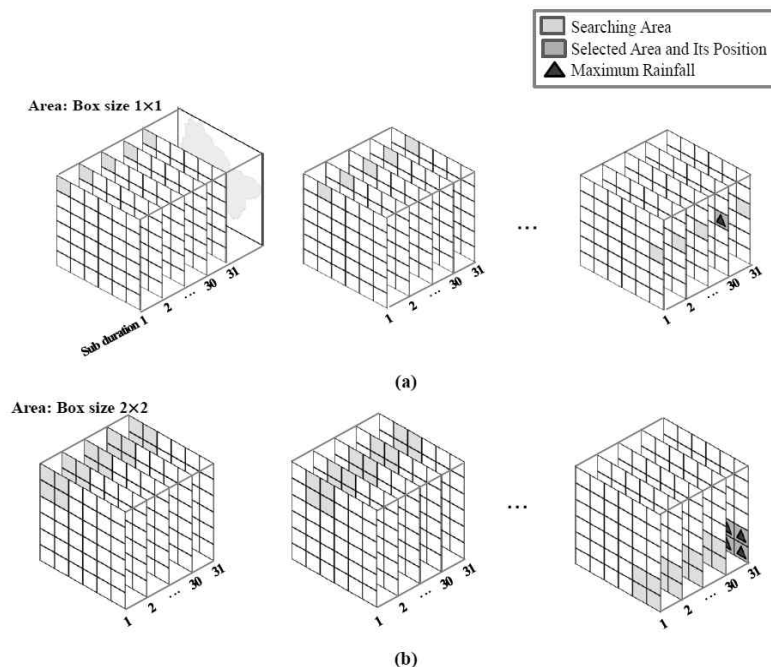 Searching Area
Selected Area and Its Position
Maximum Rainfall
Area: Box size 1×1
...
Sub duration 1 2 ... 30 31
1 2 ... 30 31
1 2 ... 30 31
(a)
Area: Box size 2×2
...
1 2 ... 30 31
1 2 ... 30 31
1 2 ... 30 31
(b)